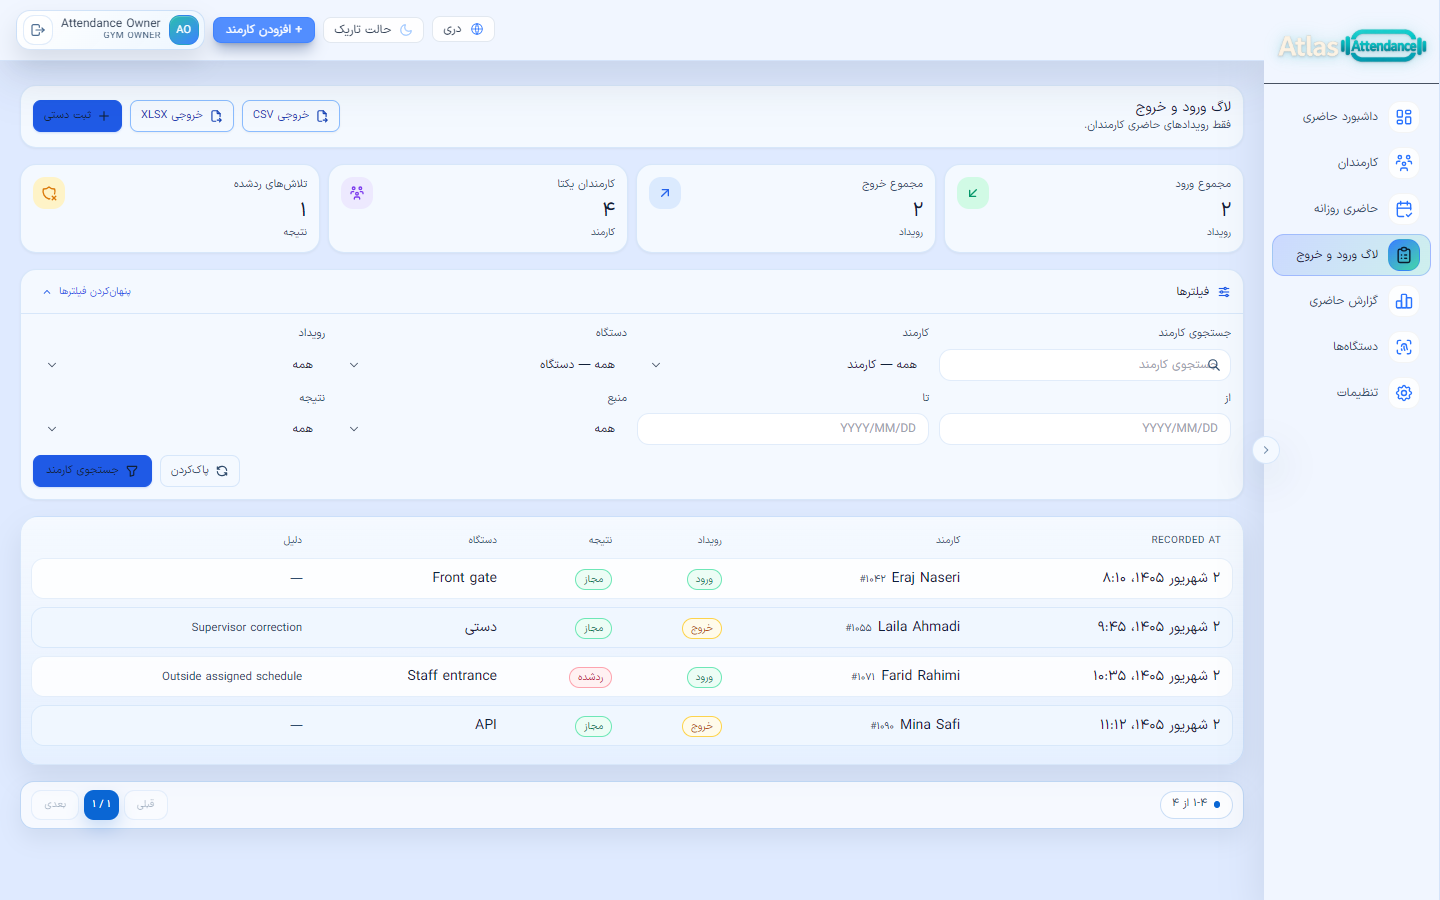 Atlas Attendance
دری
حالت تاریک
+ افزودن کارمند
AO
Attendance Owner
GYM OWNER
داشبورد حاضری
کارمندان
حاضری روزانه
لاگ ورود و خروج
گزارش حاضری
دستگاه‌ها
تنظیمات
لاگ ورود و خروج
فقط رویدادهای حاضری کارمندان.
خروجی CSV
خروجی XLSX
ثبت دستی
مجموع ورود
۲
رویداد
مجموع خروج
۲
رویداد
کارمندان یکتا
۴
کارمند
تلاش‌های ردشده
۱
نتیجه
فیلترها
پنهان‌کردن فیلترها
جستجوی کارمند
کارمند
دستگاه
رویداد
جستجوی کارمند
همه — کارمند
همه — دستگاه
همه
از
تا
منبع
نتیجه
YYYY/MM/DD
YYYY/MM/DD
همه
همه
پاک‌کردن
جستجوی کارمند
RECORDED AT
کارمند
رویداد
نتیجه
دستگاه
دلیل
۲ شهریور ۱۴۰۵، ۸:۱۰
Eraj Naseri #۱۰۴۲
ورود
مجاز
Front gate
—
۲ شهریور ۱۴۰۵، ۹:۴۵
Laila Ahmadi #۱۰۵۵
خروج
مجاز
دستی
Supervisor correction
۲ شهریور ۱۴۰۵، ۱۰:۳۵
Farid Rahimi #۱۰۷۱
ورود
ردشده
Staff entrance
Outside assigned schedule
۲ شهریور ۱۴۰۵، ۱۱:۱۲
Mina Safi #۱۰۹۰
خروج
مجاز
API
—
۱-۴ از ۴
قبلی
۱ / ۱
بعدی